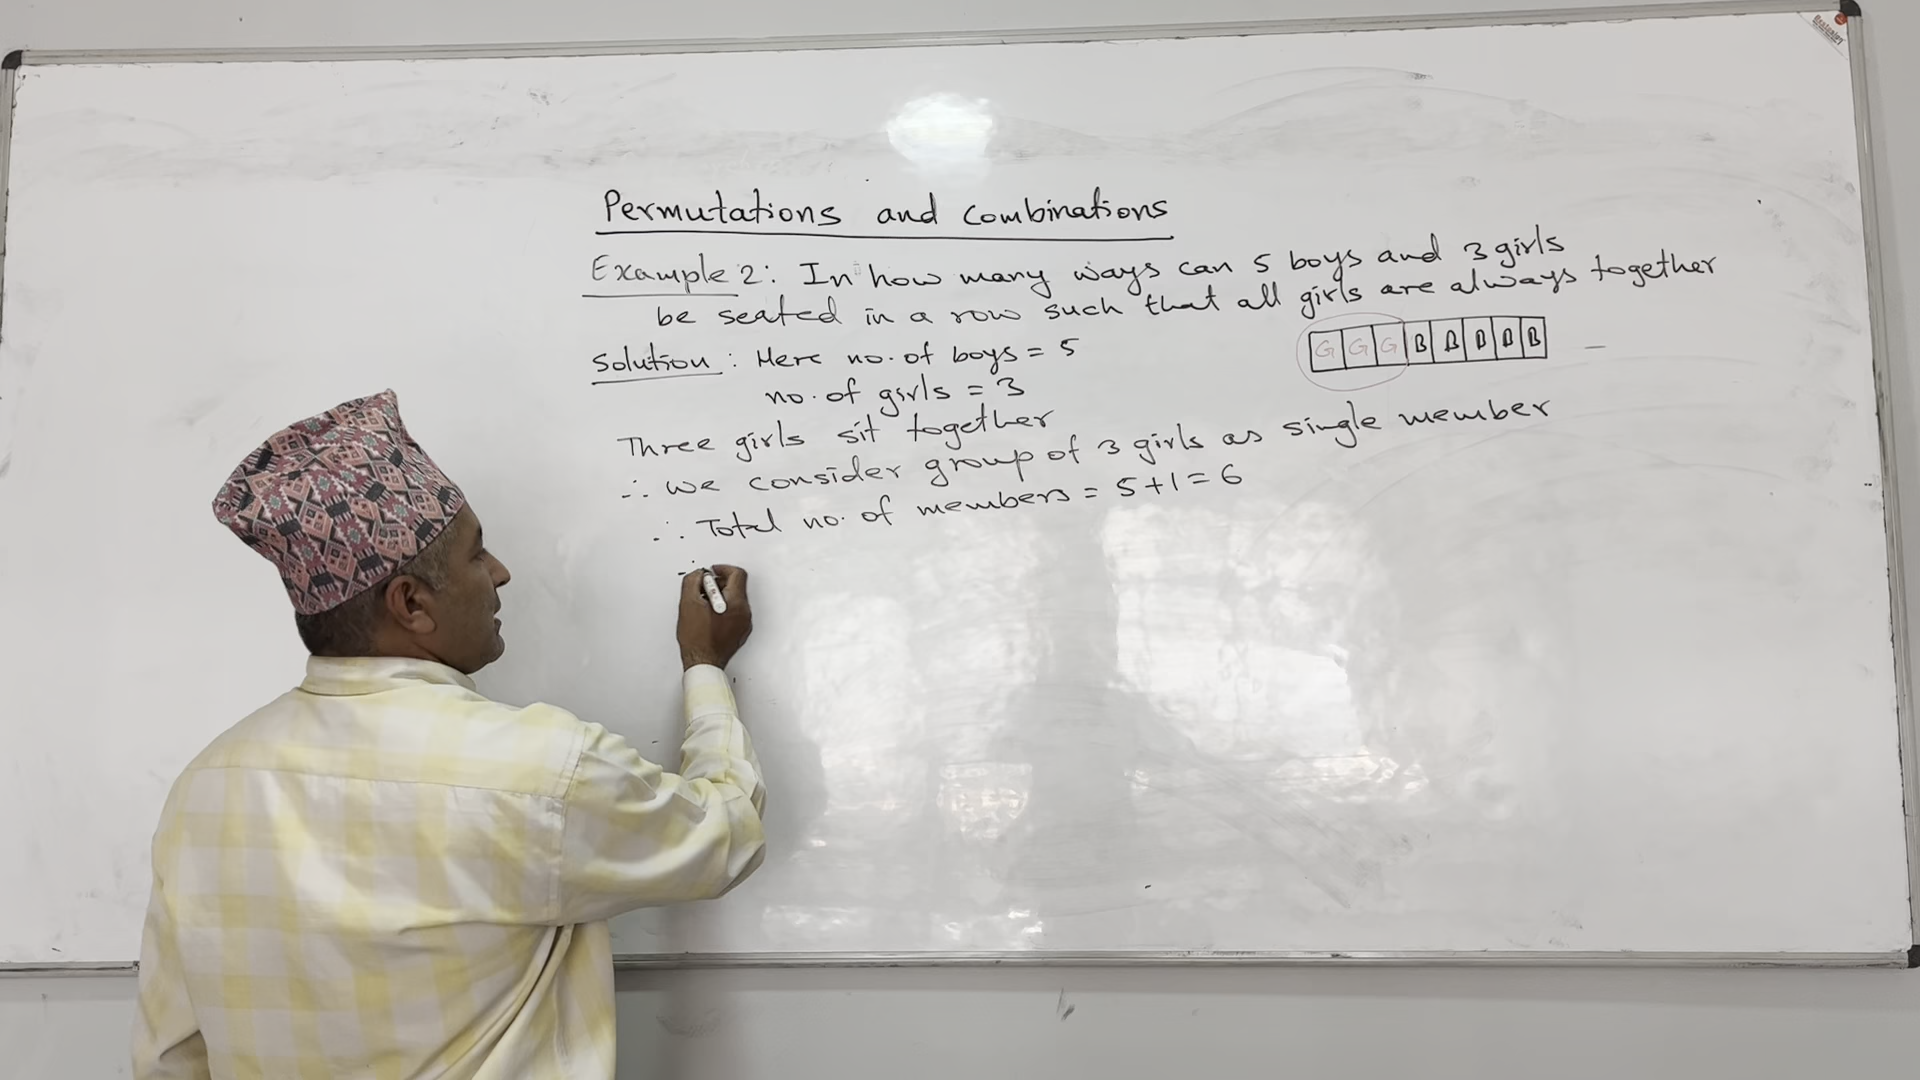 Permutations and Combinations
Example 2: In how many ways can 5 boys and 3 girls
be seated in a row such that all girls are always together
Solution: Here no. of boys = 5
G G G B B B B B
no. of girls = 3
Three girls sit together
∴ we consider group of 3 girls as single member
∴ Total no. of members = 5+1 = 6
∴